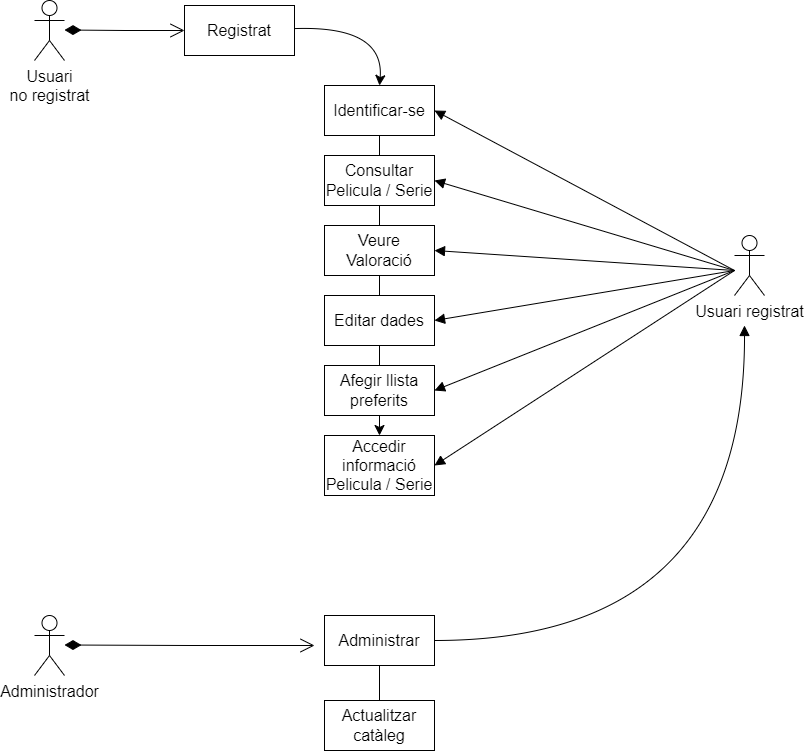 Registrat
Usuari
no registrat
Identificar-se
Consultar
Pelicula / Serie
Veure
Valoració
Editar dades
Usuari registrat
Afegir llista
preferits
Accedir
informació
Pelicula / Serie
Administrar
Administrador
Actualitzar
catàleg